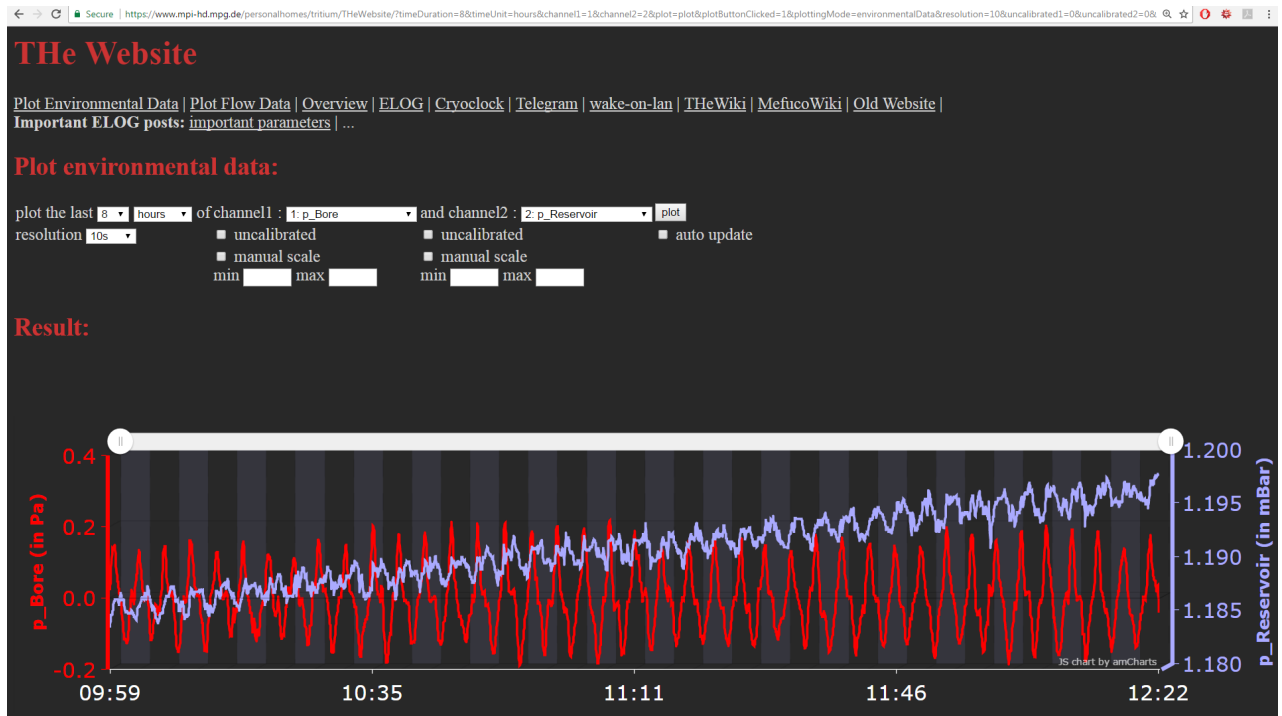 Secure | https://www.mpi-hd.mpg.de/personalhomes/tritium/THeWebsite/?timeDuration=8&timeUnit=hours&channel1=1&channel2=2&plot=plot&plotButtonClicked=1&plottingMode=environmentalData&resolution=10&uncalibrated1=0&uncalibrated2=0&
THe Website
Plot Environmental Data | Plot Flow Data | Overview | ELOG | Cryoclock | Telegram | wake-on-lan | THeWiki | MefucoWiki | Old Website |
Important ELOG posts: important parameters | ...
Plot environmental data:
plot the last 8 hours of channel1 : 1: p_Bore and channel2 : 2: p_Reservoir plot
resolution 10s uncalibrated uncalibrated auto update
manual scale manual scale
min max min max
Result:
0.4
0.2
0.0
-0.2
p_Bore (in Pa)
1.200
1.195
1.190
1.185
1.180
p_Reservoir (in mBar)
JS chart by amCharts
09:59 10:35 11:11 11:46 12:22